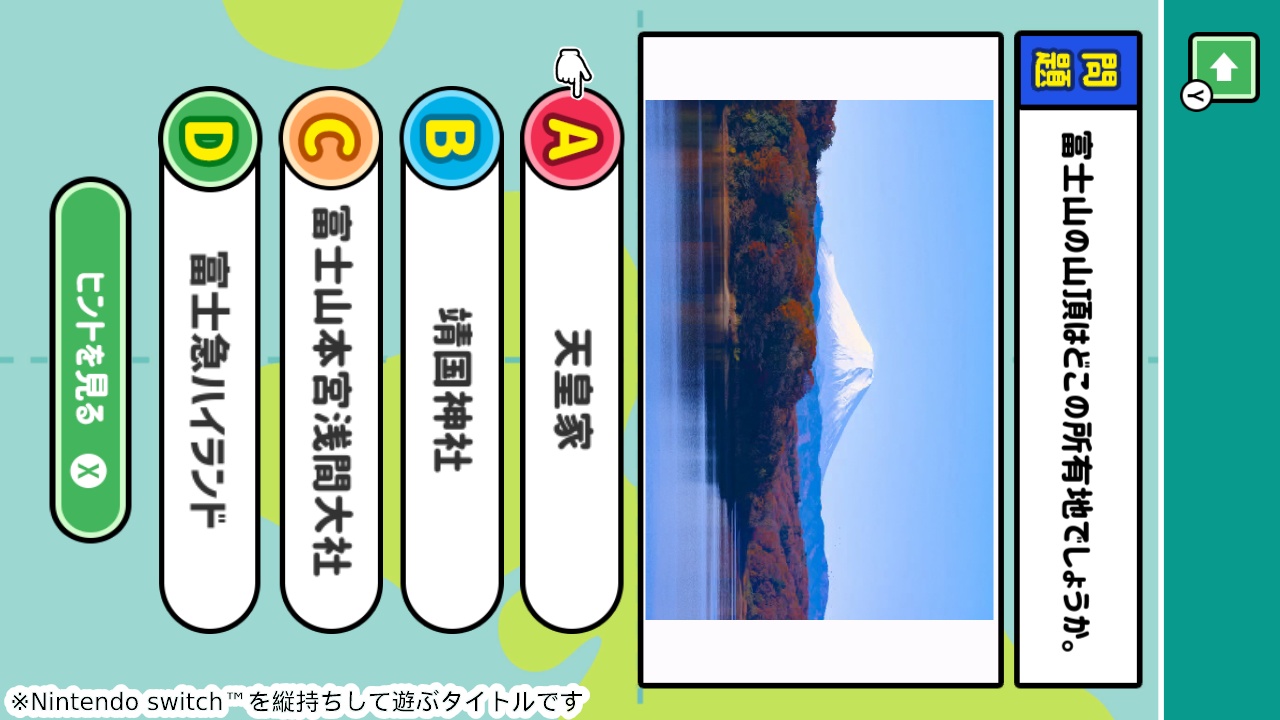 問題
富士山の山頂はどこの所有地でしょうか。
A
天皇家
B
靖国神社
C
富士山本宮浅間大社
D
富士急ハイランド
ヒントを見る X
Y
※Nintendo switch™を縦持ちして遊ぶタイトルです